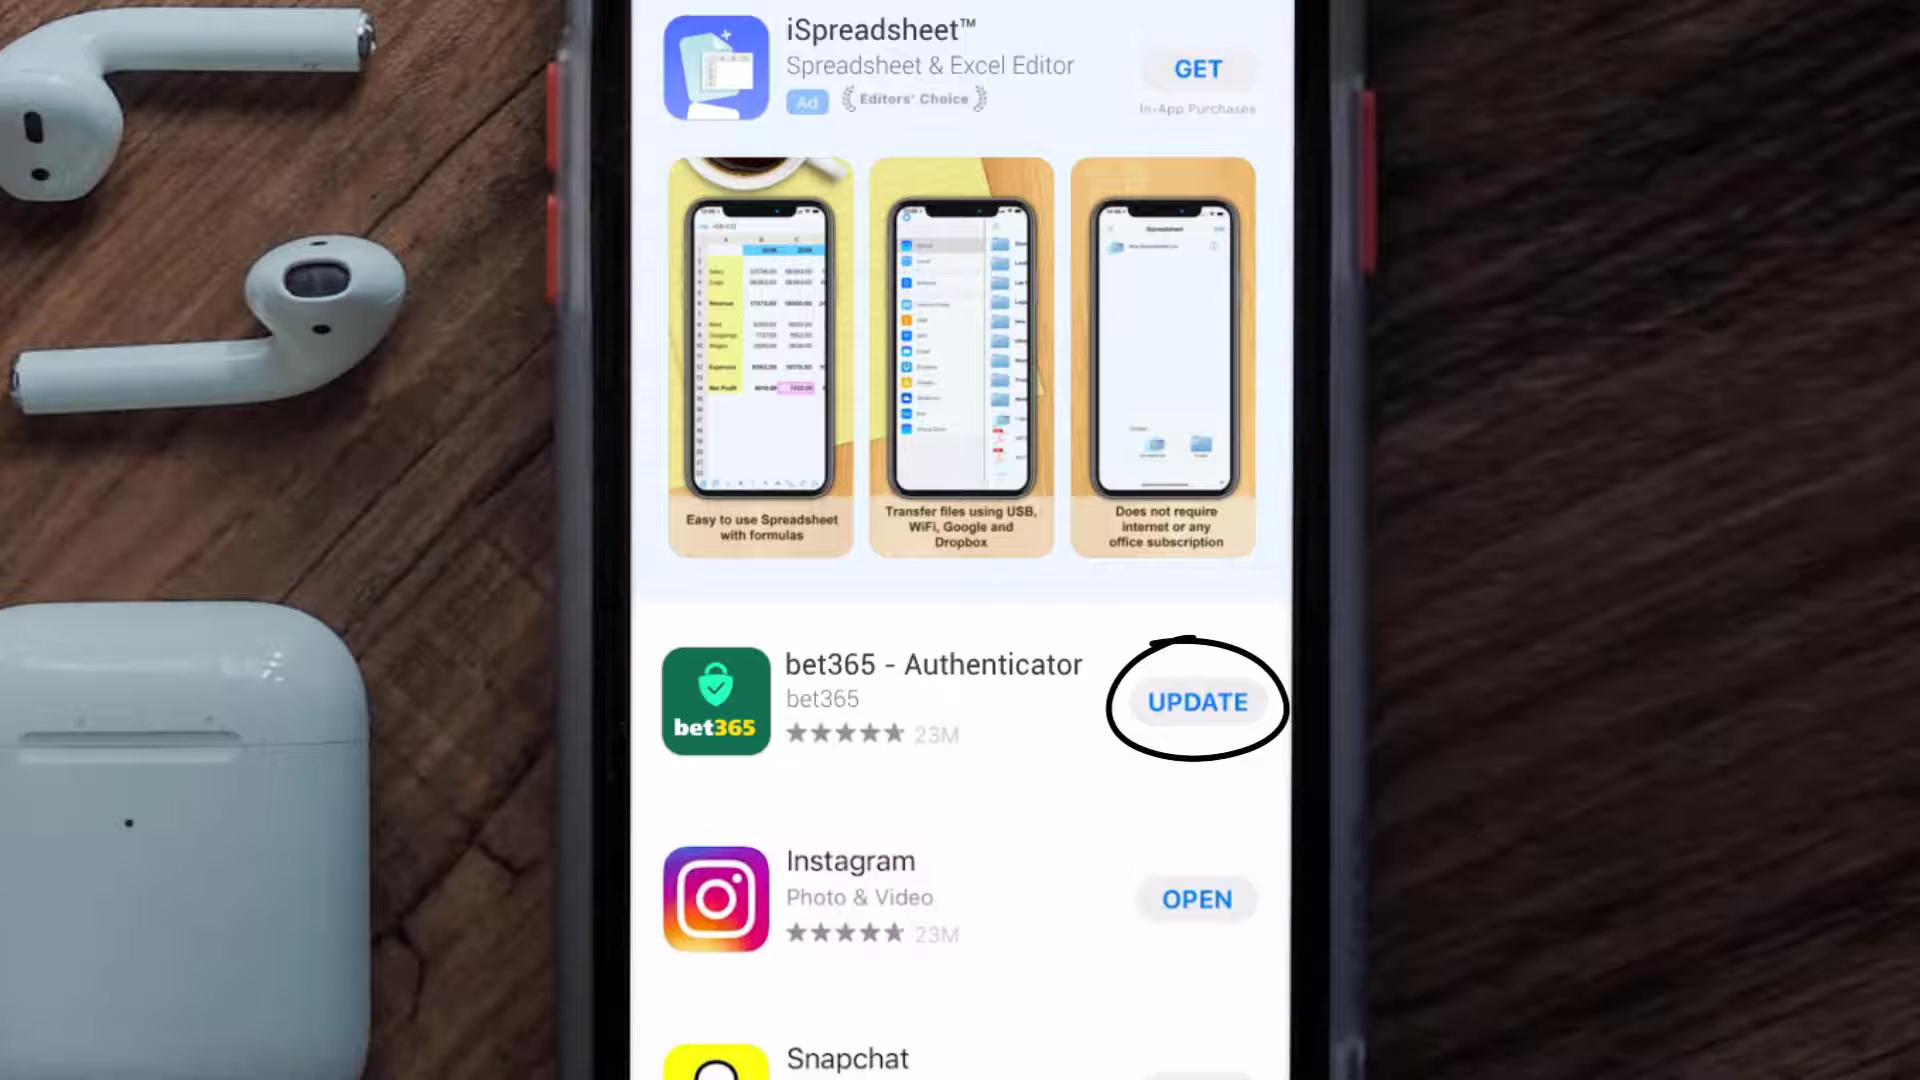 iSpreadsheet™
Spreadsheet & Excel Editor
Ad
Editors' Choice
GET
In-App Purchases
Easy to use Spreadsheet
with formulas
Transfer files using USB,
WiFi, Google and
Dropbox
Does not require
internet or any
office subscription
bet365 - Authenticator
bet365
23M
bet365
UPDATE
Instagram
Photo & Video
23M
OPEN
Snapchat